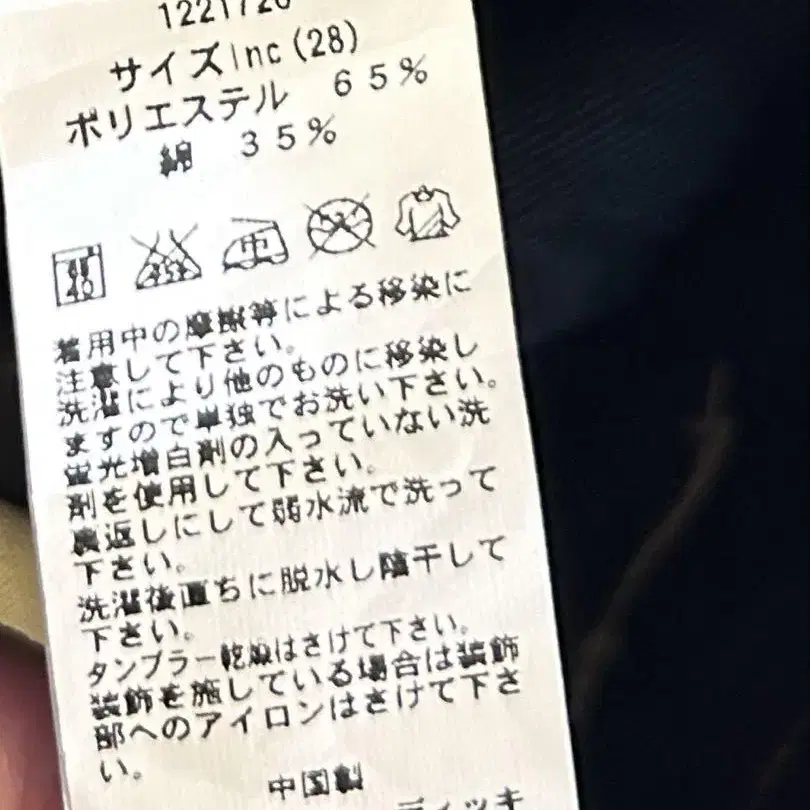 サイズInc(28)
ポリエステル 65%
綿 35%
40
中
着用中の摩擦等による移染に
注意して下さい。
洗濯により他のものに移染し
ますので単独でお洗い下さい。
蛍光増白剤の入っていない洗
剤を使用して下さい。
裏返しにして弱水流で洗って
下さい。
洗濯後直ちに脱水し陰干して
下さい。
タンブラー乾燥はさけて下さい。
装飾を施している場合は装飾
部へのアイロンはさけて下さ
い。
中国製